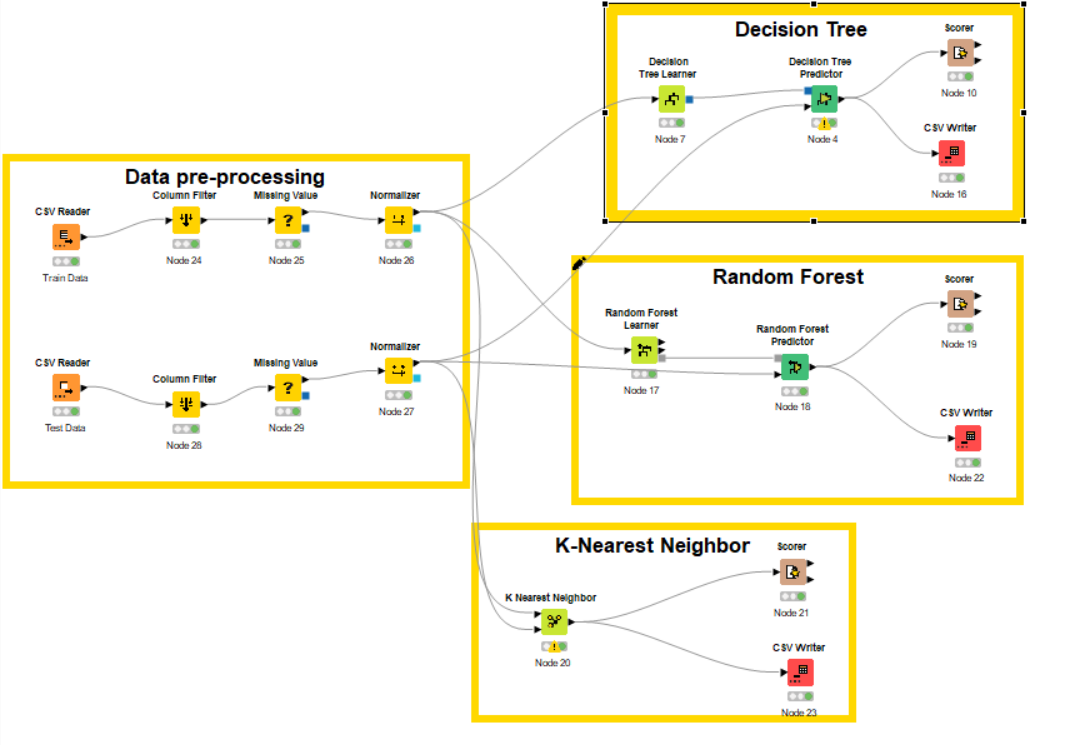 Data pre-processing
CSV Reader
Train Data
Column Filter
Node 24
Missing Value
Node 25
Normalizer
Node 26
CSV Reader
Test Data
Column Filter
Node 28
Missing Value
Node 29
Normalizer
Node 27
Decision Tree
Decision
Tree Learner
Node 7
Decision Tree
Predictor
Node 4
Scorer
Node 10
CSV Writer
Node 16
Random Forest
Random Forest
Learner
Node 17
Random Forest
Predictor
Node 18
Scorer
Node 19
CSV Writer
Node 22
K-Nearest Neighbor
K Nearest Neighbor
Node 20
Scorer
Node 21
CSV Writer
Node 23